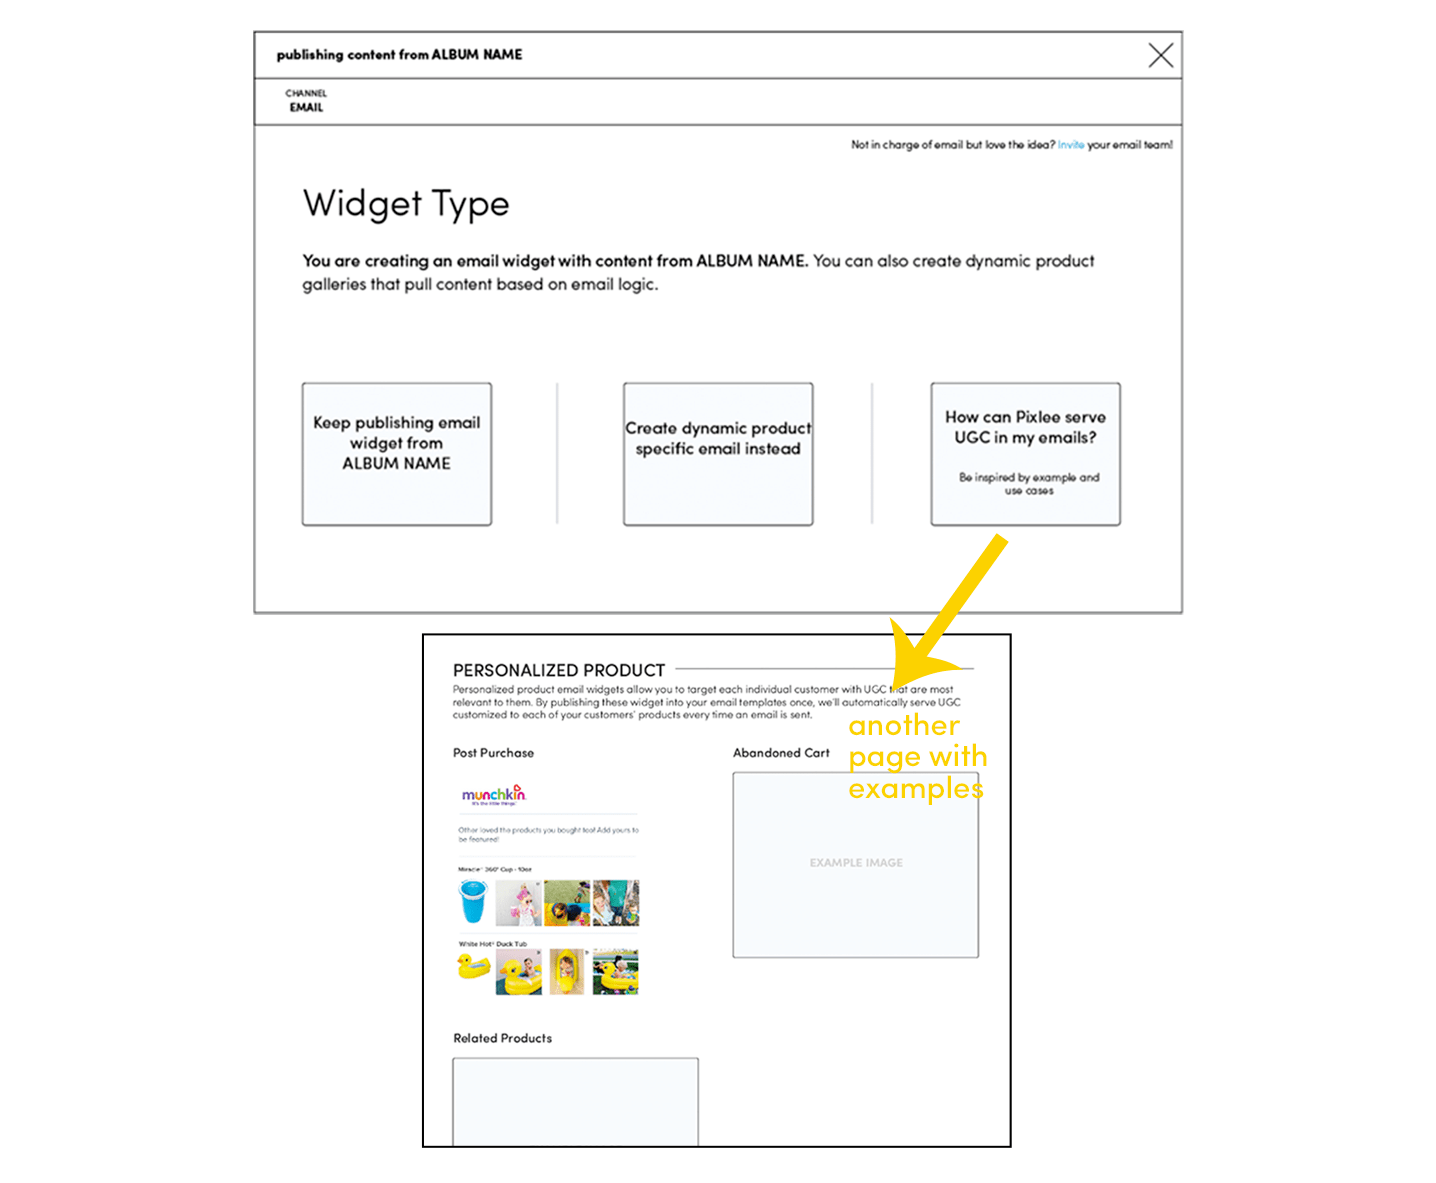 publishing content from ALBUM NAME
CHANNEL
EMAIL
Not in charge of email but love the idea? Invite your email team!
Widget Type
You are creating an email widget with content from ALBUM NAME. You can also create dynamic product
galleries that pull content based on email logic.
Keep publishing email
widget from
ALBUM NAME
Create dynamic product
specific email instead
How can Pixlee serve
UGC in my emails?
Be inspired by example and
use cases
PERSONALIZED PRODUCT
Personalized product email widgets allow you to target each individual customer with UGC that are most
relevant to them. By publishing these widget into your email templates once, we'll automatically serve UGC
customized to each of your customers' products every time an email is sent.
another
page with
examples
Post Purchase
munchkin
It's the little things
Other loved the products you bought too! Add yours to
be featured!
Miracle® 360° Cup - 10oz
White Hot® Duck Tub
Abandoned Cart
EXAMPLE IMAGE
Related Products